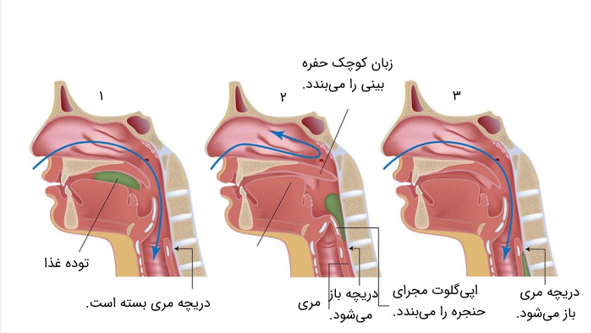 زبان کوچک حفره
بینی را می‌بندد.
۱
۲
۳
توده غذا
دریچه مری بسته است.
مری
دریچه باز
می‌شود.
اپی‌گلوت مجرای
حنجره را می‌بندد.
دریچه مری
باز می‌شود.